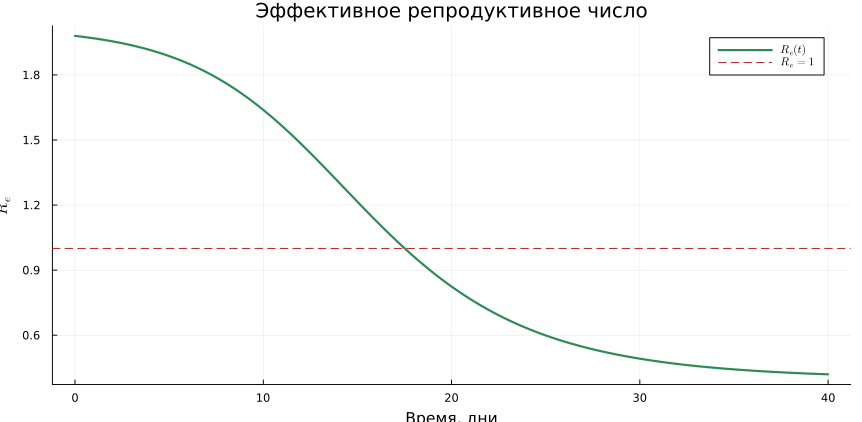 Эффективное репродуктивное число
R_e(t)
R_e = 1
1.8
1.5
1.2
0.9
0.6
R_e
0
10
20
30
40
Время, дни